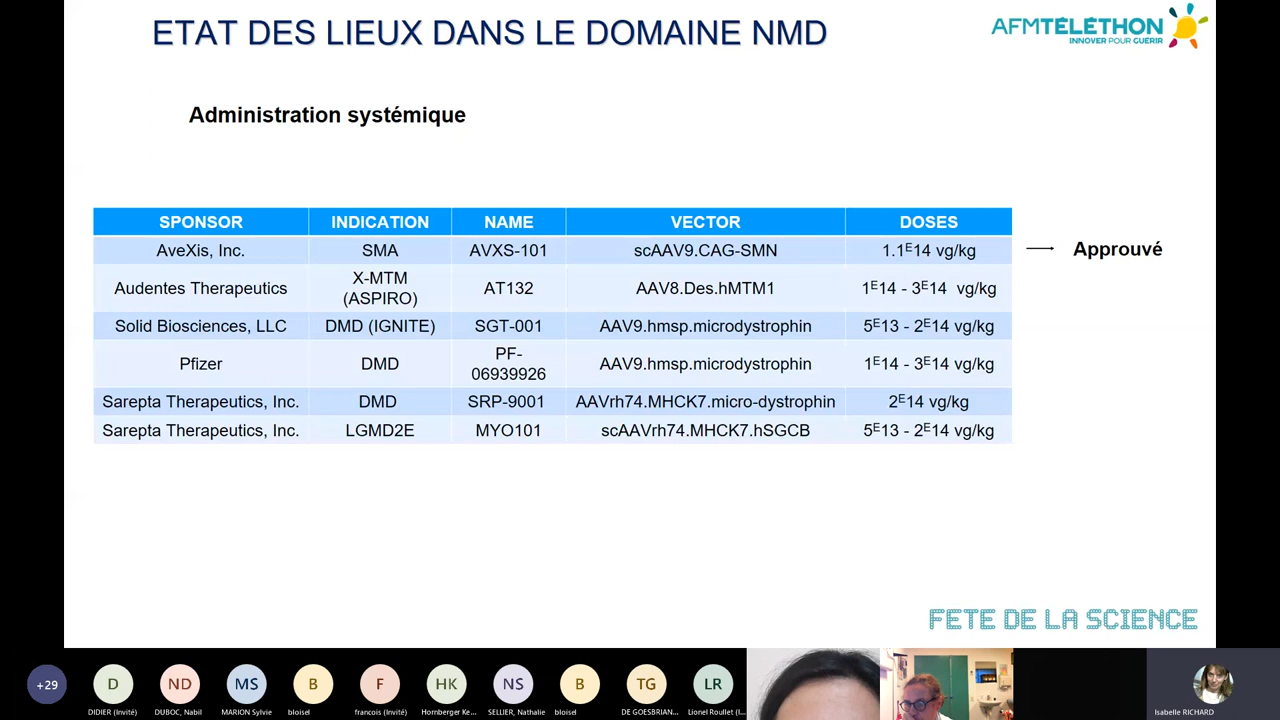 ETAT DES LIEUX DANS LE DOMAINE NMD
AFMTÉLÉTHON
INNOVER POUR GUÉRIR
Administration systémique
SPONSOR INDICATION NAME VECTOR DOSES
AveXis, Inc. SMA AVXS-101 scAAV9.CAG-SMN 1.1E14 vg/kg → Approuvé
Audentes Therapeutics X-MTM (ASPIRO) AT132 AAV8.Des.hMTM1 1E14 - 3E14 vg/kg
Solid Biosciences, LLC DMD (IGNITE) SGT-001 AAV9.hmsp.microdystrophin 5E13 - 2E14 vg/kg
Pfizer DMD PF-06939926 AAV9.hmsp.microdystrophin 1E14 - 3E14 vg/kg
Sarepta Therapeutics, Inc. DMD SRP-9001 AAVrh74.MHCK7.micro-dystrophin 2E14 vg/kg
Sarepta Therapeutics, Inc. LGMD2E MYO101 scAAVrh74.MHCK7.hSGCB 5E13 - 2E14 vg/kg
FETE DE LA SCIENCE
+29 D ND MS B F HK NS B TG LR
DIDIER (Invité) DUBOC, Nabil MARION Sylvie bloisel francois (Invité) Hornberger Ke... SELLIER, Nathalie bloisel DE GOESBRIAN... Lionel Roullet (I... Isabelle RICHARD